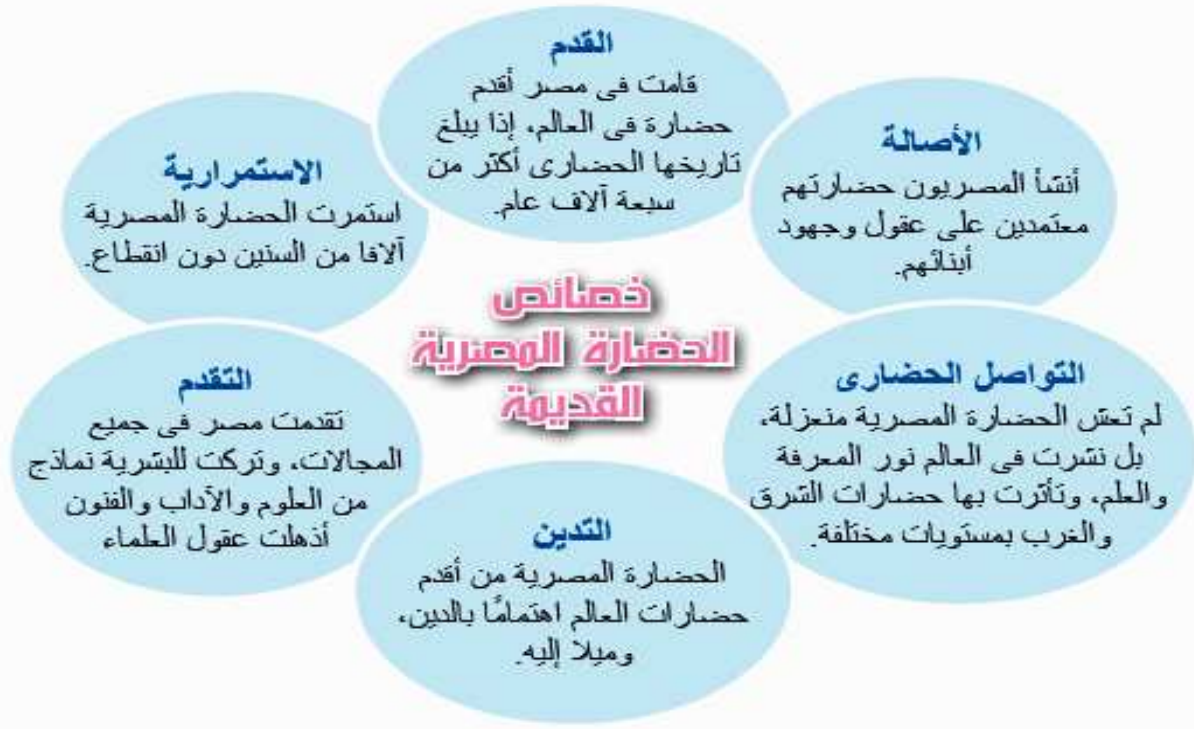 القدم
قامت فى مصر أقدم
حضارة فى العالم، إذا يبلغ
تاريخها الحضارى أكثر من
سبعة آلاف عام.
الأصالة
أنشأ المصريون حضارتهم
معتمدين على عقول وجهود
أبنائهم.
الاستمرارية
استمرت الحضارة المصرية
آلافا من السنين دون انقطاع.
خصائص
الحضارة المصرية
القديمة
التواصل الحضارى
لم تعش الحضارة المصرية منعزلة،
بل نشرت فى العالم نور المعرفة
والعلم، وتأثرت بها حضارات الشرق
والغرب بمستويات مختلفة.
التقدم
تقدمت مصر فى جميع
المجالات، وتركت للبشرية نماذج
من العلوم والآداب والفنون
أذهلت عقول العلماء
التدين
الحضارة المصرية من أقدم
حضارات العالم اهتمامًا بالدين،
وميلا إليه.